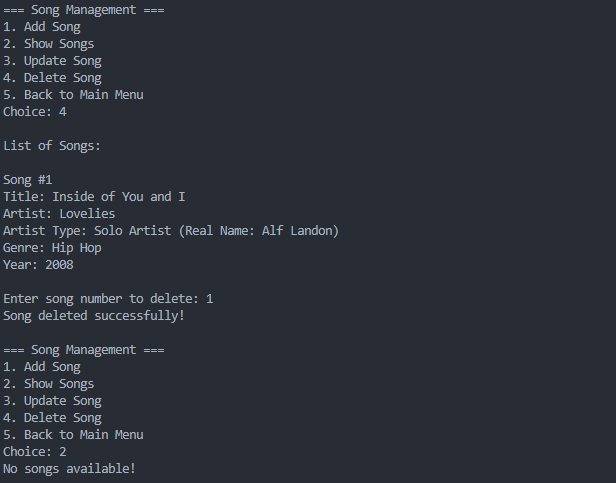 === Song Management ===
1. Add Song
2. Show Songs
3. Update Song
4. Delete Song
5. Back to Main Menu
Choice: 4
List of Songs:
Song #1
Title: Inside of You and I
Artist: Lovelies
Artist Type: Solo Artist (Real Name: Alf Landon)
Genre: Hip Hop
Year: 2008
Enter song number to delete: 1
Song deleted successfully!
=== Song Management ===
1. Add Song
2. Show Songs
3. Update Song
4. Delete Song
5. Back to Main Menu
Choice: 2
No songs available!